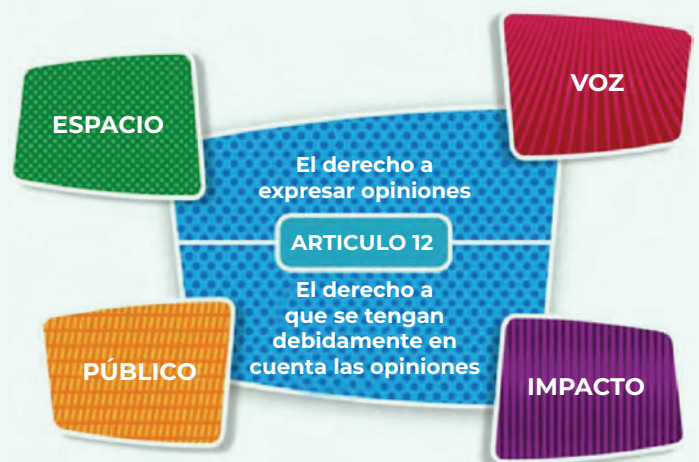 ESPACIO
VOZ
El derecho a
expresar opiniones
ARTICULO 12
El derecho a
que se tengan
debidamente en
cuenta las opiniones
PÚBLICO
IMPACTO